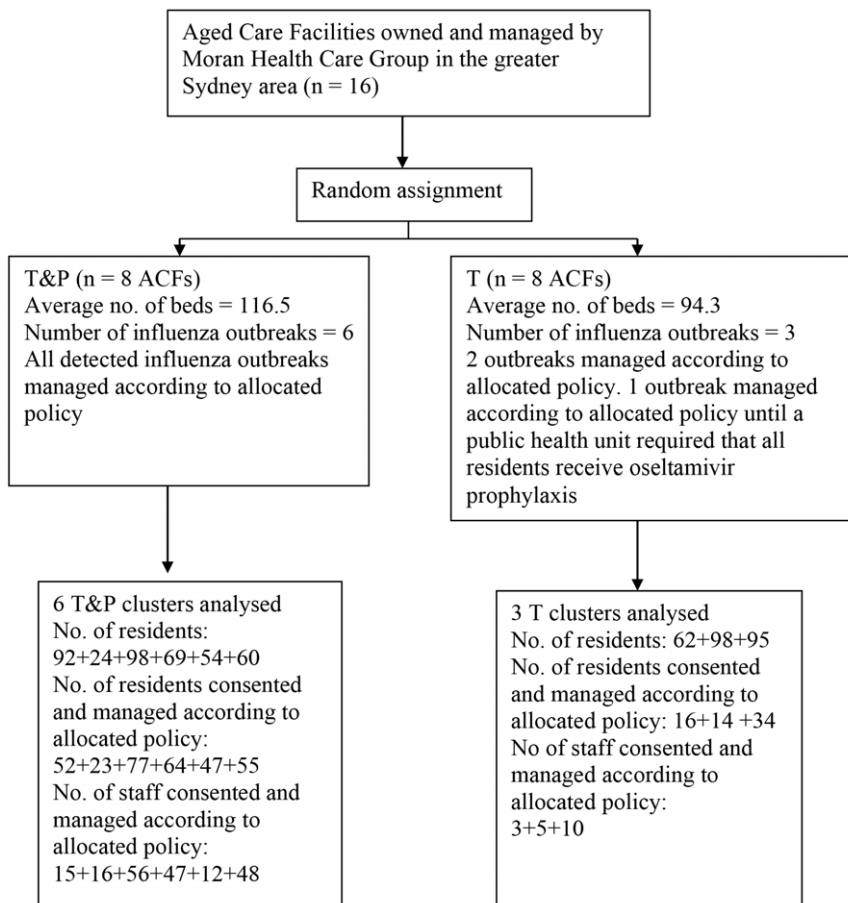 Aged Care Facilities owned and managed by
Moran Health Care Group in the greater
Sydney area (n = 16)
Random assignment
T&P (n = 8 ACFs)
Average no. of beds = 116.5
Number of influenza outbreaks = 6
All detected influenza outbreaks
managed according to allocated
policy
T (n = 8 ACFs)
Average no. of beds = 94.3
Number of influenza outbreaks = 3
2 outbreaks managed according to
allocated policy. 1 outbreak managed
according to allocated policy until a
public health unit required that all
residents receive oseltamivir
prophylaxis
6 T&P clusters analysed
No. of residents:
92+24+98+69+54+60
No. of residents consented
and managed according to
allocated policy:
52+23+77+64+47+55
No. of staff consented and
managed according to
allocated policy:
15+16+56+47+12+48
3 T clusters analysed
No. of residents: 62+98+95
No. of residents consented
and managed according to
allocated policy: 16+14 +34
No of staff consented and
managed according to
allocated policy:
3+5+10